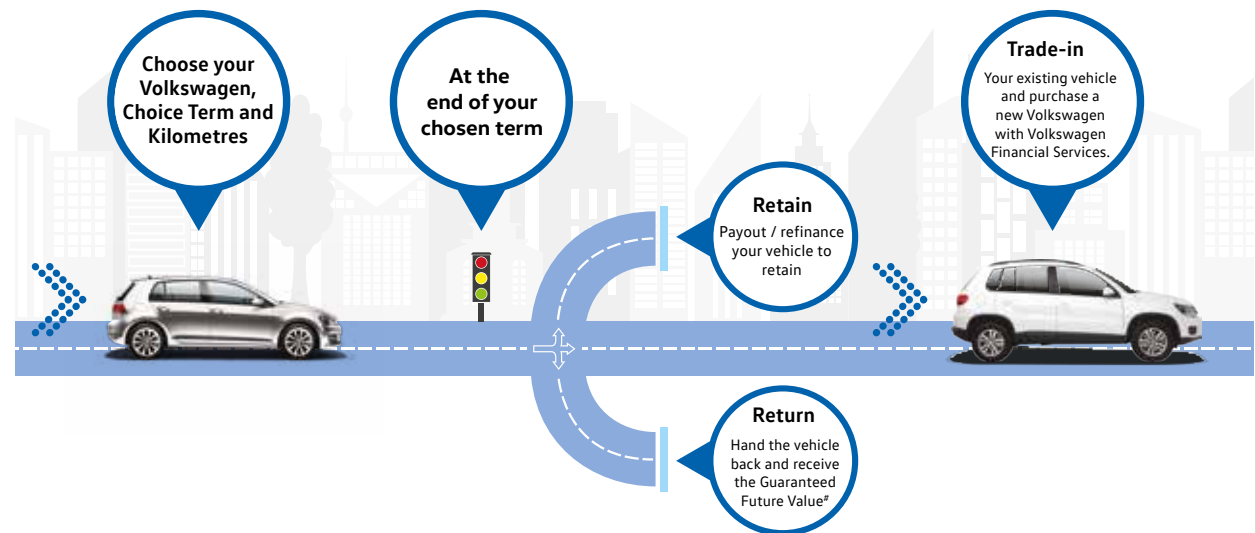 Choose your
Volkswagen,
Choice Term and
Kilometres
At the
end of your
chosen term
Retain
Payout / refinance
your vehicle to
retain
Return
Hand the vehicle
back and receive
the Guaranteed
Future Value#
Trade-in
Your existing vehicle
and purchase a
new Volkswagen
with Volkswagen
Financial Services.